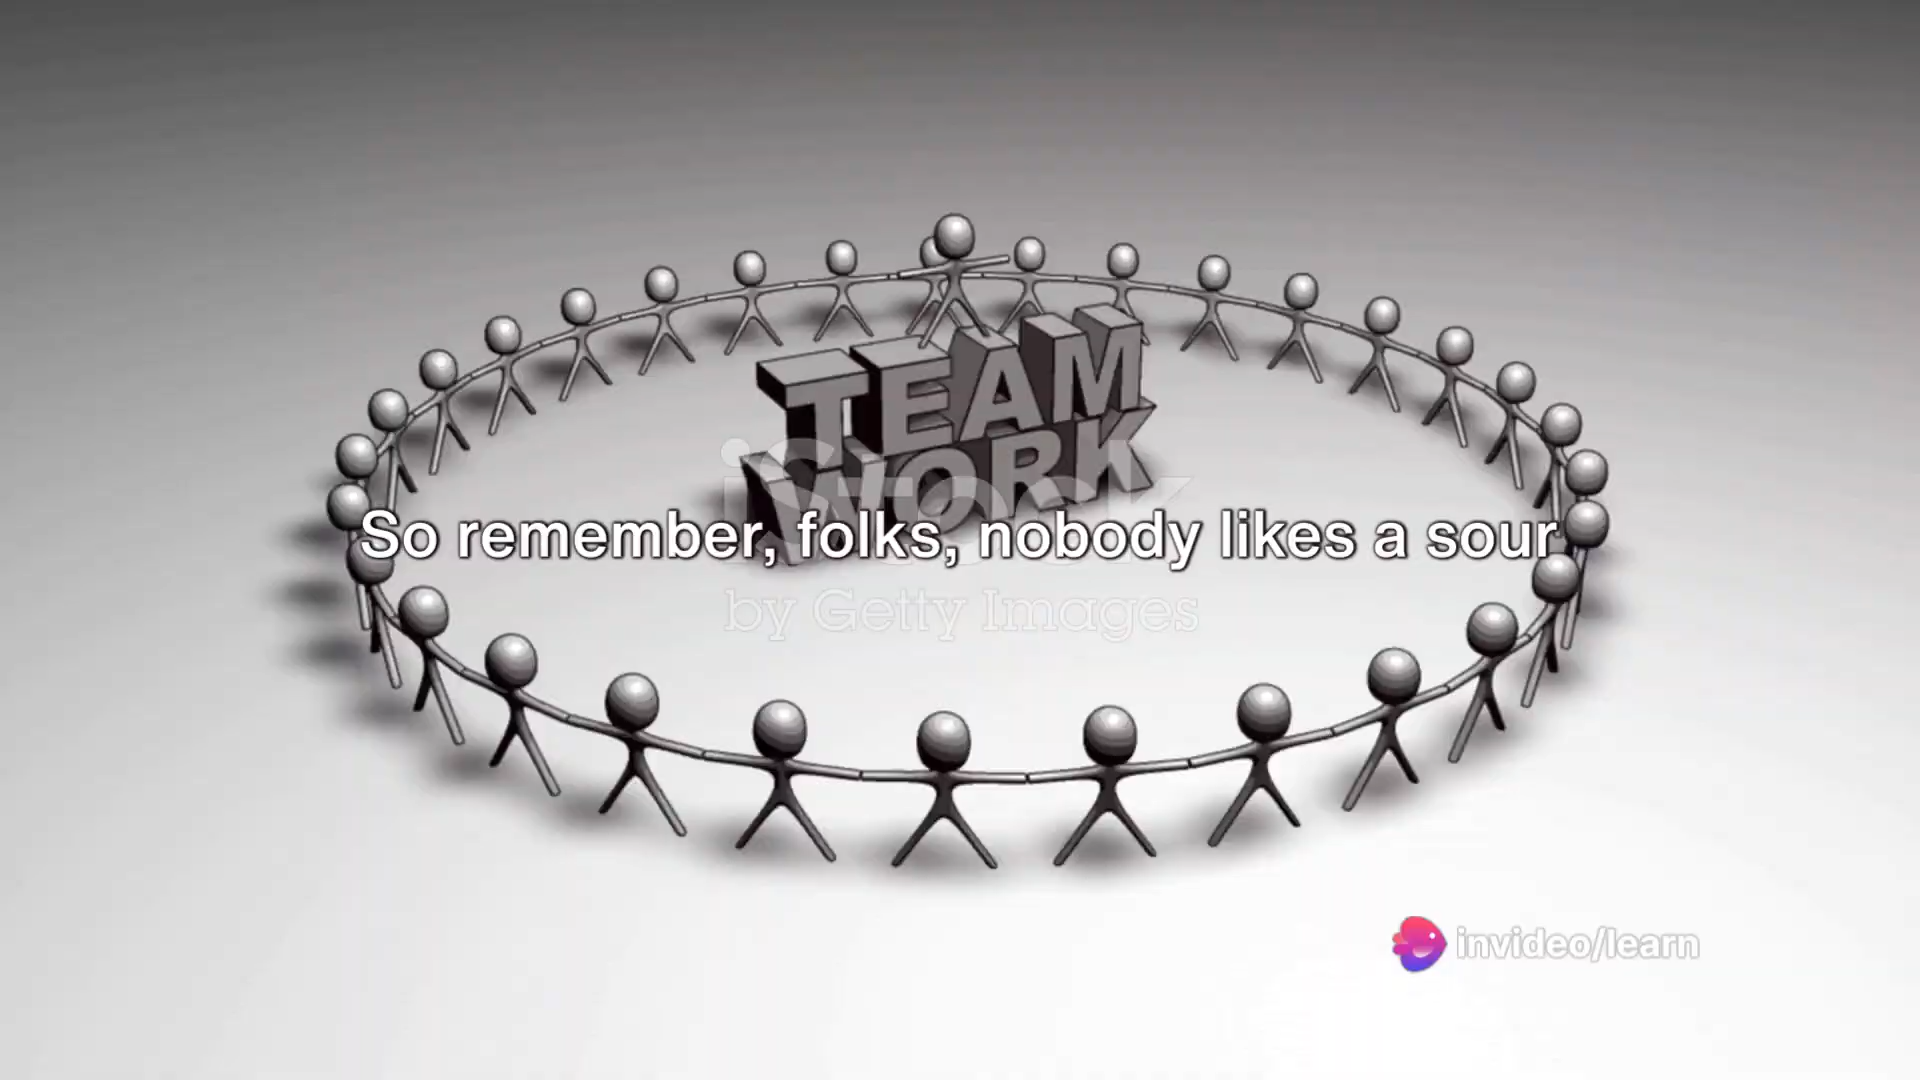 TEAM
WORK
iStock
So remember, folks, nobody likes a sour
by Getty Images
invideo/learn